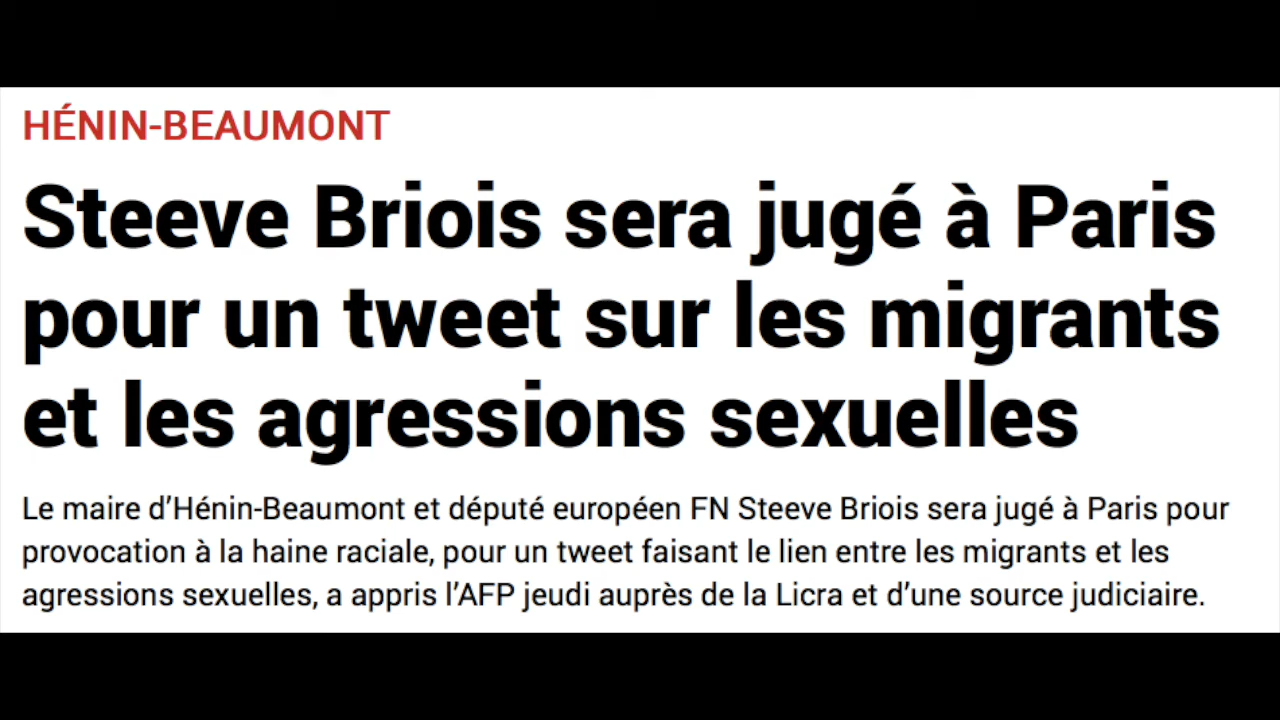 HÉNIN-BEAUMONT
Steeve Briois sera jugé à Paris
pour un tweet sur les migrants
et les agressions sexuelles
Le maire d’Hénin-Beaumont et député européen FN Steeve Briois sera jugé à Paris pour
provocation à la haine raciale, pour un tweet faisant le lien entre les migrants et les
agressions sexuelles, a appris l’AFP jeudi auprès de la Licra et d’une source judiciaire.